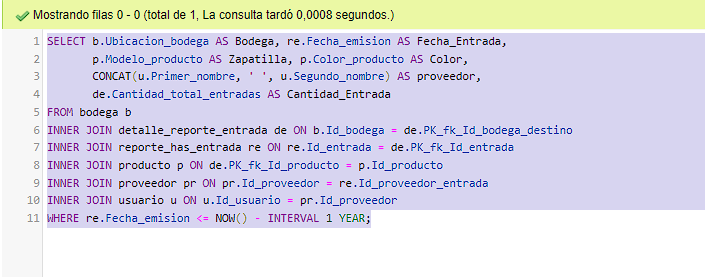 Mostrando filas 0 - 0 (total de 1, La consulta tardó 0,0008 segundos.)
1 SELECT b.Ubicacion_bodega AS Bodega, re.Fecha_emision AS Fecha_Entrada,
2 p.Modelo_producto AS Zapatilla, p.Color_producto AS Color,
3 CONCAT(u.Primer_nombre, ' ', u.Segundo_nombre) AS proveedor,
4 de.Cantidad_total_entradas AS Cantidad_Entrada
5 FROM bodega b
6 INNER JOIN detalle_reporte_entrada de ON b.Id_bodega = de.PK_fk_Id_bodega_destino
7 INNER JOIN reporte_has_entrada re ON re.Id_entrada = de.PK_fk_Id_entrada
8 INNER JOIN producto p ON de.PK_fk_Id_producto = p.Id_producto
9 INNER JOIN proveedor pr ON pr.Id_proveedor = re.Id_proveedor_entrada
10 INNER JOIN usuario u ON u.Id_usuario = pr.Id_proveedor
11 WHERE re.Fecha_emision <= NOW() - INTERVAL 1 YEAR;